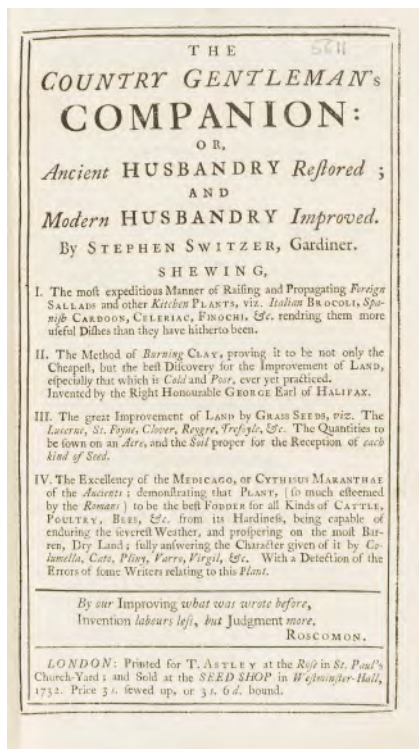 5611
THE
COUNTRY GENTLEMAN's
COMPANION:
OR,
Ancient HUSBANDRY Reſtored ;
AND
Modern HUSBANDRY Improved.
By STEPHEN SWITZER, Gardiner.
SHEWING,
I. The moſt expeditious Manner of Raiſing and Propagating Foreign
SALLADS and other Kitchen PLANTS, viz. Italian BROCOLI, Spa-
niſh CARDOON, CELERIAC, FINOCHI, &c. rendring them more
uſeful Diſhes than they have hitherto been.
II. The Method of Burning CLAY, proving it to be not only the
Cheapeſt, but the beſt Diſcovery for the Improvement of LAND,
eſpecially that which is Cold and Poor, ever yet practiced.
Invented by the Right Honourable GEORGE Earl of HALIFAX.
III. The great Improvement of LAND by GRASS SEEDS, viz. The
Lucerne, St. Foyne, Clover, Reygre, Trefoyle, &c. The Quantities to
be ſown on an Acre, and the Soil proper for the Reception of each
kind of Seed.
IV. The Excellency of the MEDICAGO, or CYTHISUS MARANTHAE
of the Ancients ; demonſtrating that PLANT, (ſo much eſteemed
by the Romans) to be the beſt FODDER for all Kinds of CATTLE,
POULTRY, BEES, &c. from its Hardineſs, being capable of
enduring the ſevereſt Weather, and proſpering on the moſt Bar-
ren, Dry Land ; fully anſwering the Character given of it by Co-
lumella, Cato, Pliny, Varro, Virgil, &c. With a Detection of the
Errors of ſome Writers relating to this Plant.
By our Improving what was wrote before,
Invention labours leſs, but Judgment more.
ROSCOMON.
LONDON: Printed for T. ASTLEY at the Roſe in St. Paul's
Church-Yard ; and Sold at the SEED SHOP in Weſtminſter-Hall,
1732. Price 3 s. ſewed up, or 3 s. 6 d. bound.